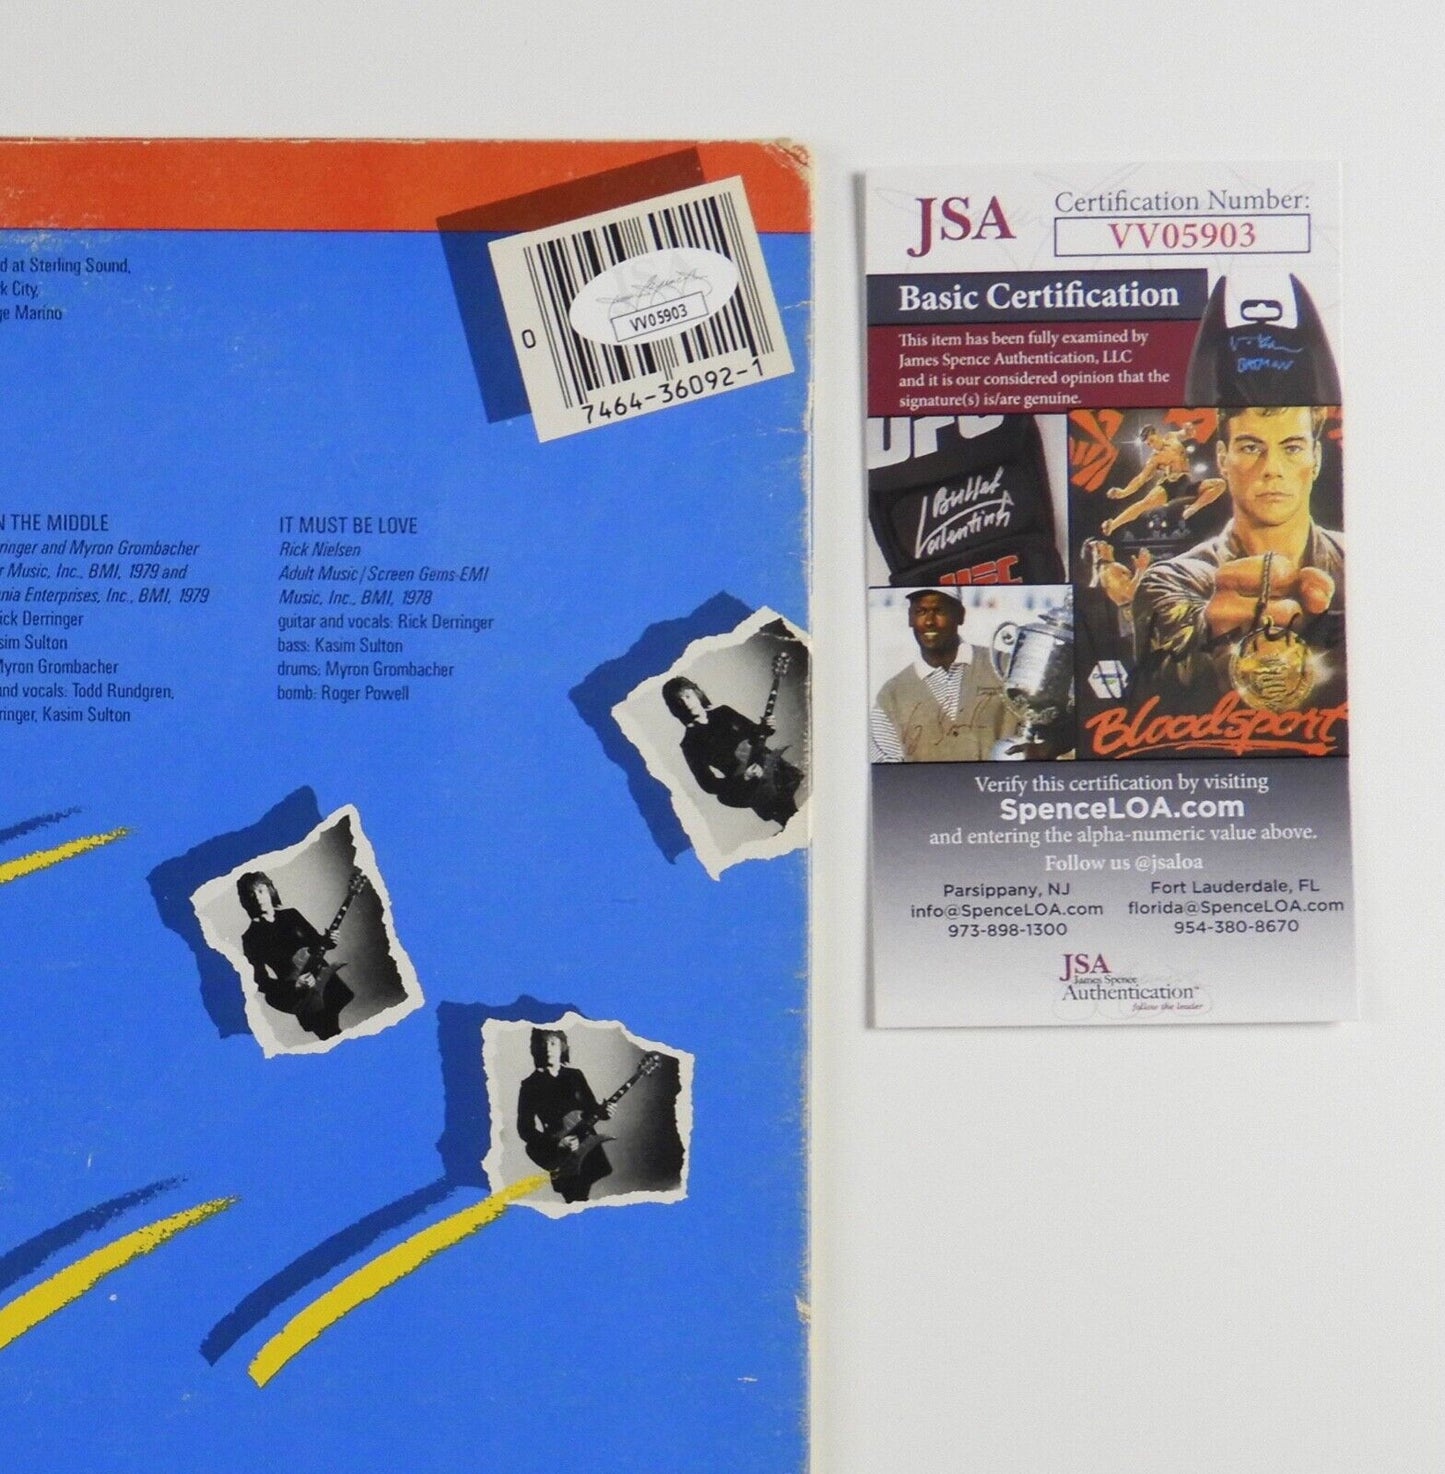 d at Sterling Sound,
k City,
ge Marino
0
VV05903
7464-36092-1
N THE MIDDLE
rringer and Myron Grombacher
r Music, Inc., BMI, 1979 and
nia Enterprises, Inc., BMI, 1979
ick Derringer
asim Sulton
Myron Grombacher
und vocals: Todd Rundgren,
rringer, Kasim Sulton
IT MUST BE LOVE
Rick Nielsen
Adult Music/Screen Gems-EMI
Music, Inc., BMI, 1978
guitar and vocals: Rick Derringer
bass: Kasim Sulton
drums: Myron Grombacher
bomb: Roger Powell
JSA
Certification Number:
VV05903
Basic Certification
This item has been fully examined by
James Spence Authentication, LLC
and it is our considered opinion that the
signature(s) is/are genuine.
BATMAN
UFC
Bullet
Valentina
UFC
Bloodsport
Verify this certification by visiting
SpenceLOA.com
and entering the alpha-numeric value above.
Follow us @jsaloa
Parsippany, NJ
info@SpenceLOA.com
973-898-1300
Fort Lauderdale, FL
florida@SpenceLOA.com
954-380-8670
JSA
James Spence
Authentication
follow the leader